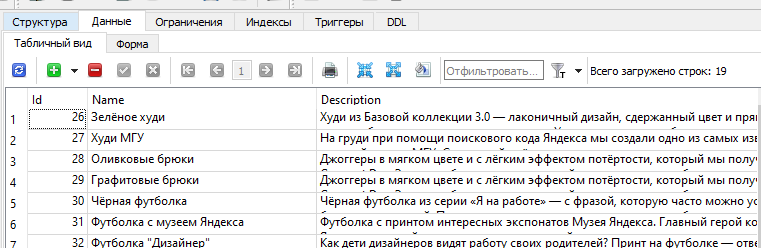 Структура Данные Ограничения Индексы Триггеры DDL
Табличный вид Форма
1 Отфильтровать... Всего загружено строк: 19
Id Name Description
1 26 Зелёное худи Худи из Базовой коллекции 3.0 — лаконичный дизайн, сдержанный цвет и пря
2 27 Худи МГУ На груди при помощи поискового кода Яндекса мы создали одно из самых изв
3 28 Оливковые брюки Джоггеры в мягком цвете и с лёгким эффектом потёртости, который мы полу
4 29 Графитовые брюки Джоггеры в мягком цвете и с лёгким эффектом потёртости, который мы полу
5 30 Чёрная футболка Чёрная футболка из серии «Я на работе» — с фразой, которую часто можно ус
6 31 Футболка с музеем Яндекса Футболка с принтом интересных экспонатов Музея Яндекса. Главный герой ко
7 32 Футболка "Дизайнер" Как дети дизайнеров видят работу своих родителей? Принт на футболке — отве